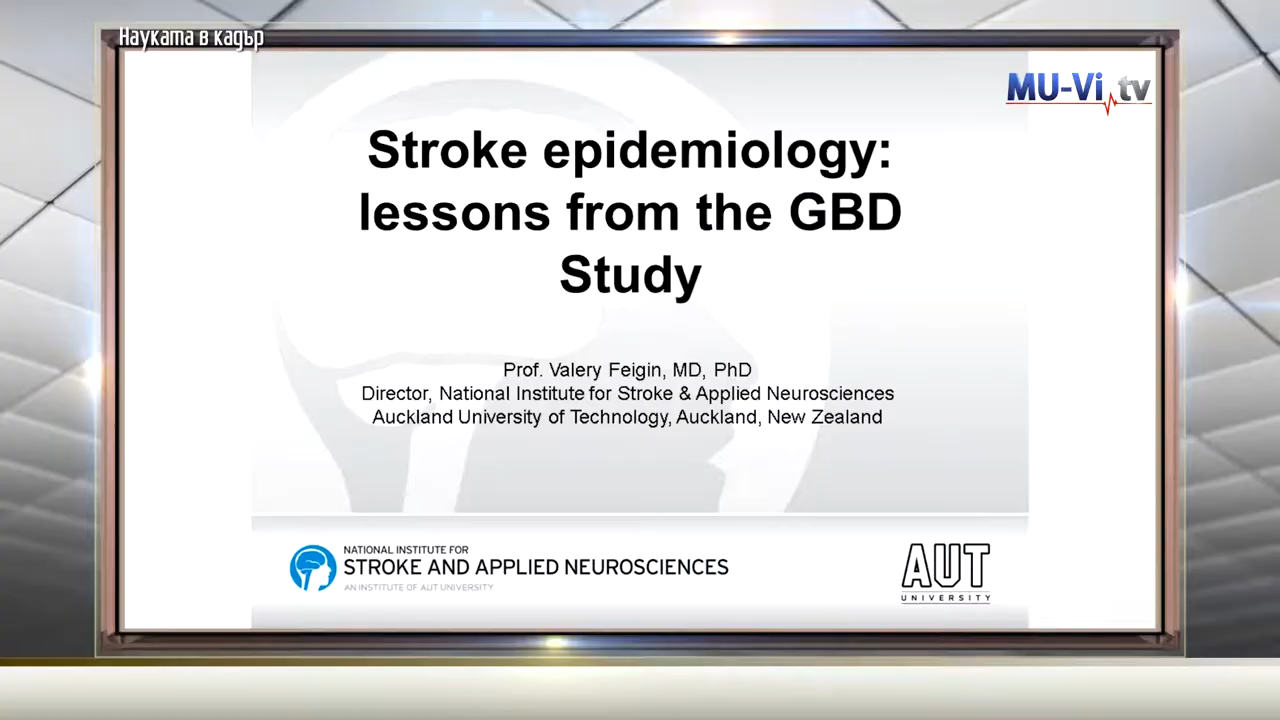 Науката в кадър
MU-Vi.tv
Stroke epidemiology:
lessons from the GBD
Study
Prof. Valery Feigin, MD, PhD
Director, National Institute for Stroke & Applied Neurosciences
Auckland University of Technology, Auckland, New Zealand
NATIONAL INSTITUTE FOR
STROKE AND APPLIED NEUROSCIENCES
AN INSTITUTE OF AUT UNIVERSITY
AUT
UNIVERSITY